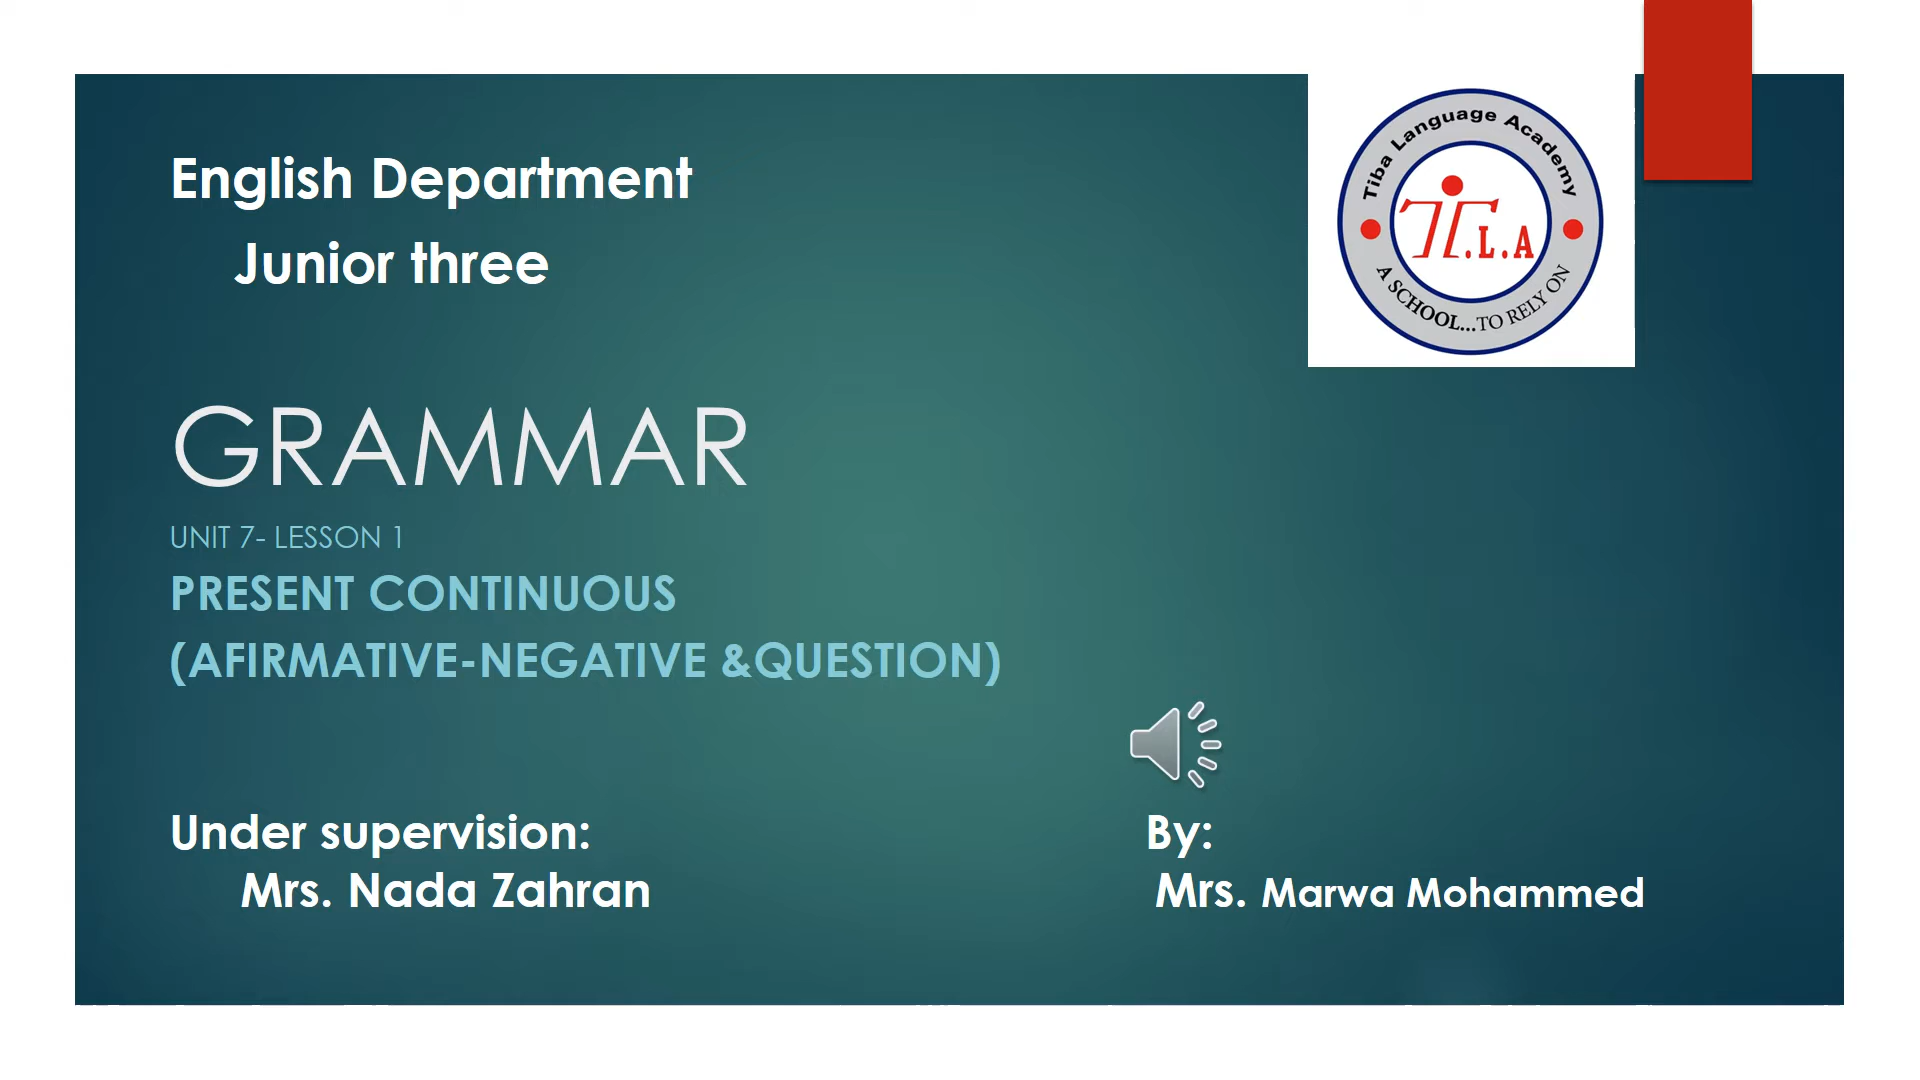 English Department
Junior three
Tiba Language Academy
T.L.A
A SCHOOL...TO RELY ON
GRAMMAR
UNIT 7- LESSON 1
PRESENT CONTINUOUS
(AFIRMATIVE-NEGATIVE &QUESTION)
Under supervision:
Mrs. Nada Zahran
By:
Mrs. Marwa Mohammed